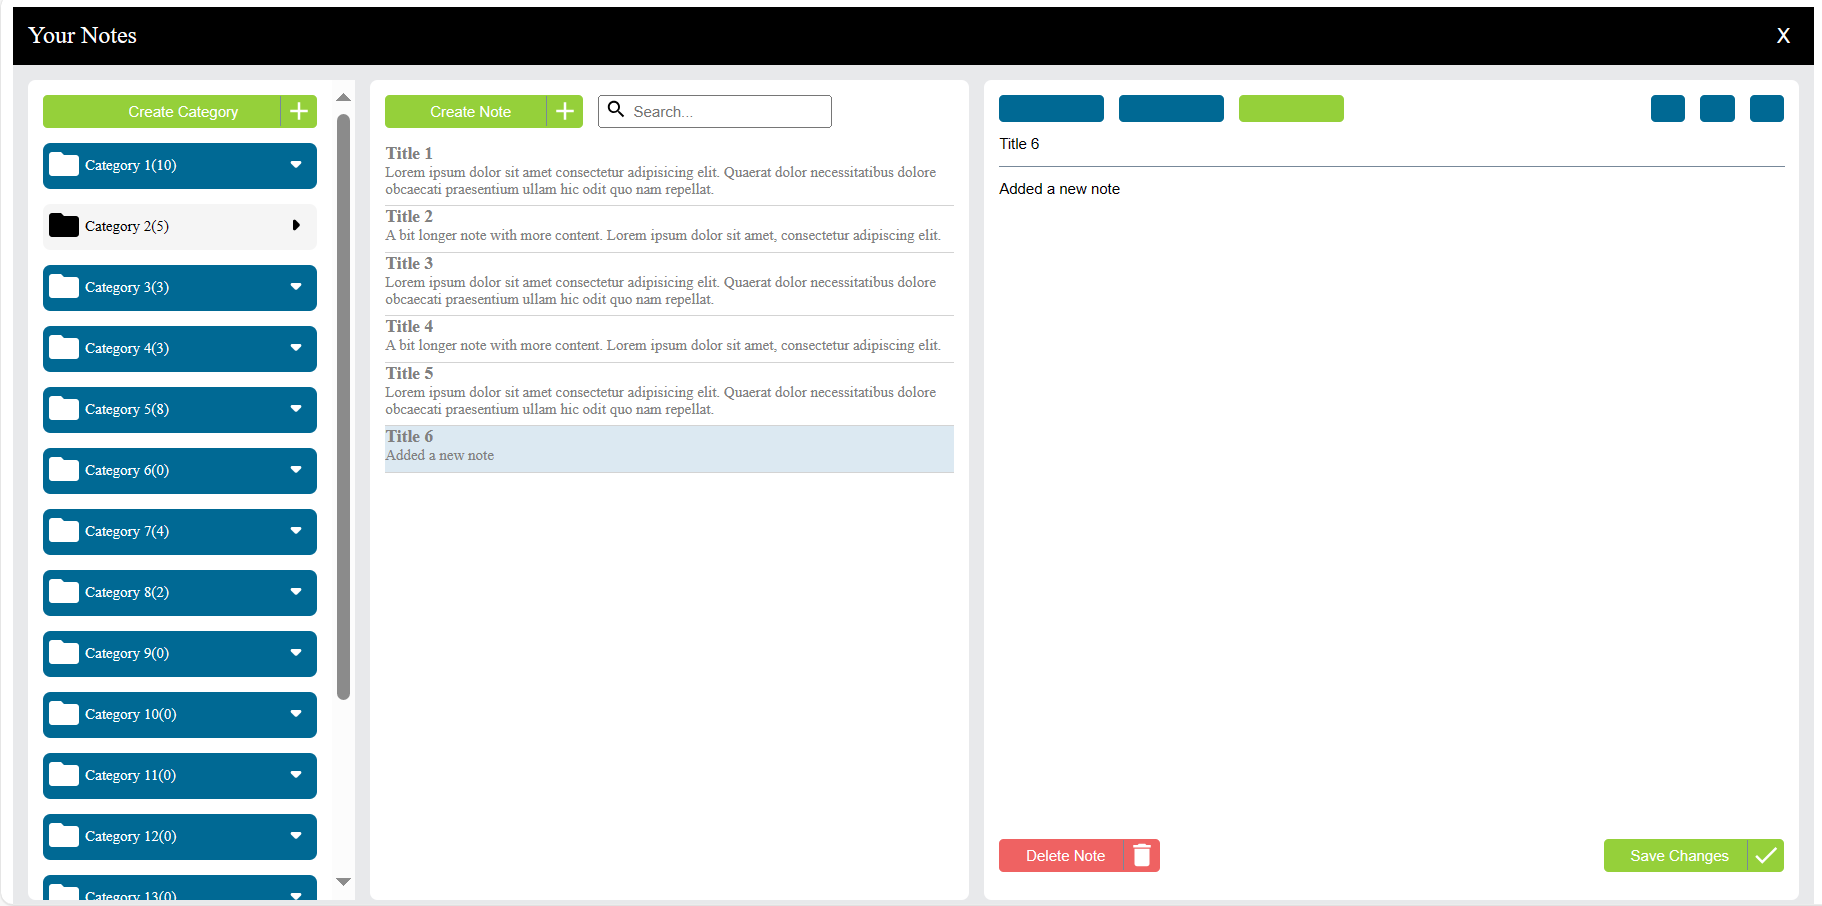 Your Notes
X
Create Category
Category 1(10)
Category 2(5)
Category 3(3)
Category 4(3)
Category 5(8)
Category 6(0)
Category 7(4)
Category 8(2)
Category 9(0)
Category 10(0)
Category 11(0)
Category 12(0)
Category 13(0)
Create Note
Search...
Title 1
Lorem ipsum dolor sit amet consectetur adipisicing elit. Quaerat dolor necessitatibus dolore
obcaecati praesentium ullam hic odit quo nam repellat.
Title 2
A bit longer note with more content. Lorem ipsum dolor sit amet, consectetur adipiscing elit.
Title 3
Lorem ipsum dolor sit amet consectetur adipisicing elit. Quaerat dolor necessitatibus dolore
obcaecati praesentium ullam hic odit quo nam repellat.
Title 4
A bit longer note with more content. Lorem ipsum dolor sit amet, consectetur adipiscing elit.
Title 5
Lorem ipsum dolor sit amet consectetur adipisicing elit. Quaerat dolor necessitatibus dolore
obcaecati praesentium ullam hic odit quo nam repellat.
Title 6
Added a new note
Title 6
Added a new note
Delete Note
Save Changes